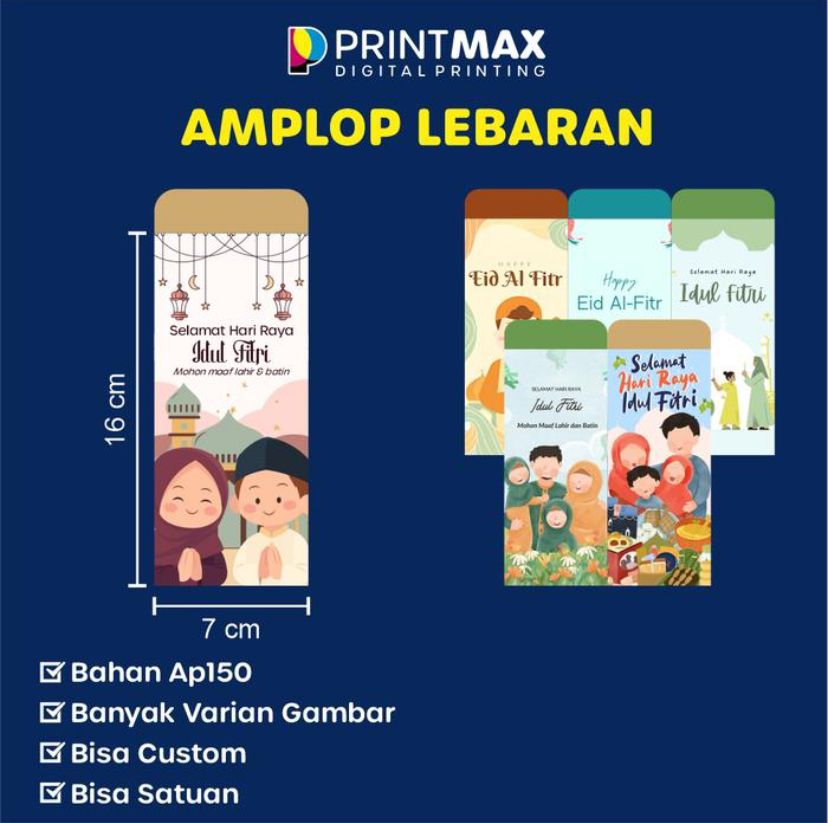 PRINTMAX
DIGITAL PRINTING
AMPLOP LEBARAN
16 cm
Selamat Hari Raya
Idul Fitri
Mohon maaf lahir & batin
7 cm
HAPPY
Eid Al Fitr
Happy
Eid Al-Fitr
Selamat Hari Raya
Idul Fitri
SELAMAT HARI RAYA
Idul Fitri
Mohon Maaf Lahir dan Batin
Selamat
Hari Raya
Idul Fitri
Bahan Ap150
Banyak Varian Gambar
Bisa Custom
Bisa Satuan